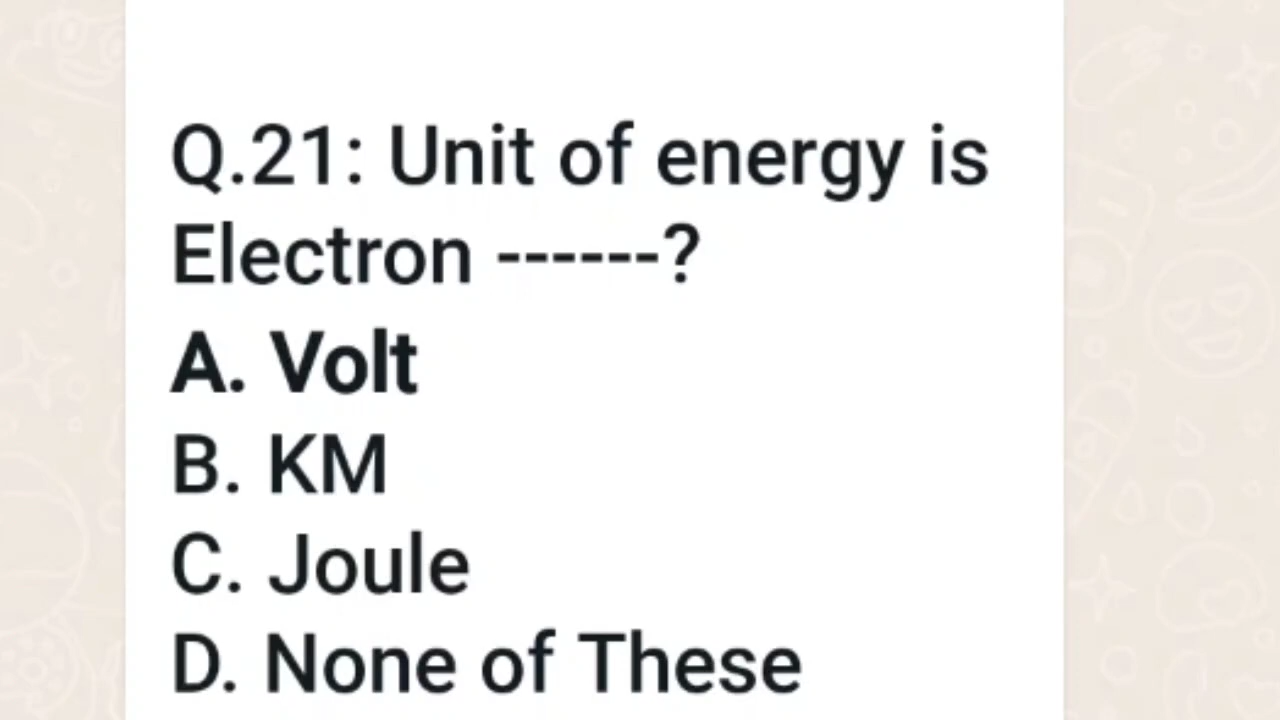 Q.21: Unit of energy is
Electron ------?
A. Volt
B. KM
C. Joule
D. None of These